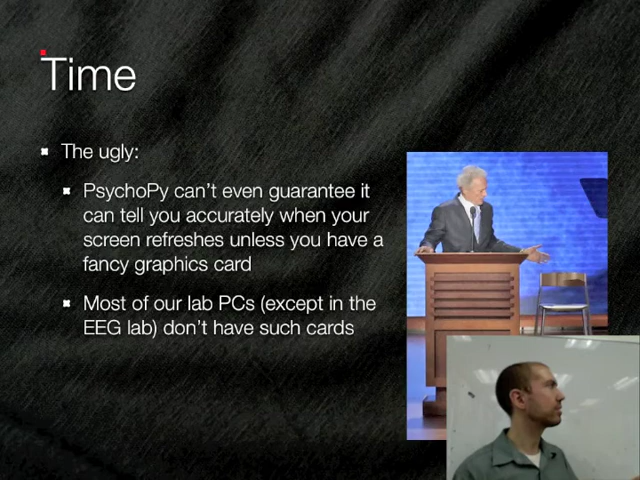 Time
The ugly:
PsychoPy can't even guarantee it
can tell you accurately when your
screen refreshes unless you have a
fancy graphics card
Most of our lab PCs (except in the
EEG lab) don't have such cards